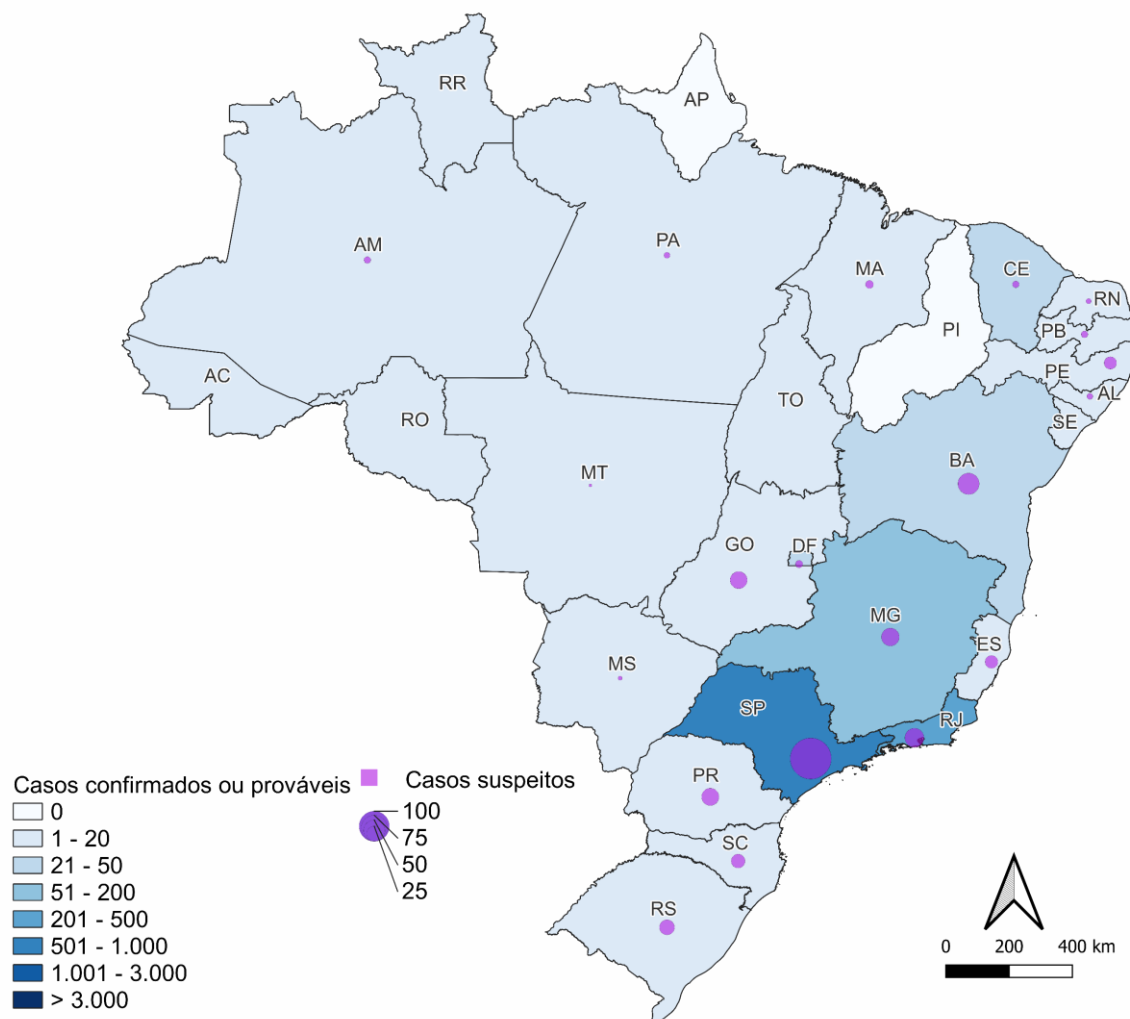 RR
AP
AM
PA
MA
CE
RN
PB
PI
PE
AC
TO
AL
RO
SE
BA
MT
GO
DF
MG
ES
MS
SP
RJ
PR
SC
RS
Casos confirmados ou prováveis
0
1 - 20
21 - 50
51 - 200
201 - 500
501 - 1.000
1.001 - 3.000
> 3.000
Casos suspeitos
100
75
50
25
0 200 400 km